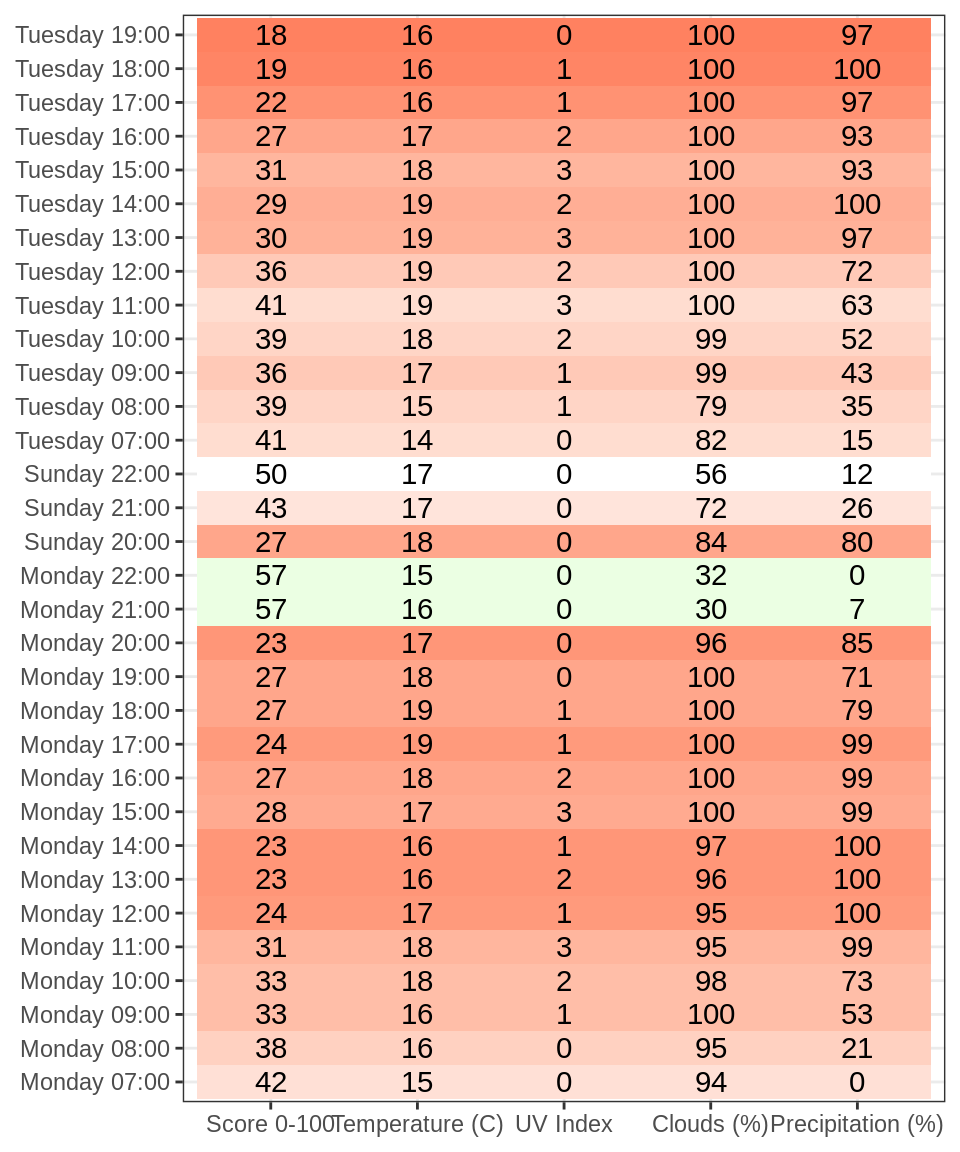 Tuesday 19:00 18 16 0 100 97
Tuesday 18:00 19 16 1 100 100
Tuesday 17:00 22 16 1 100 97
Tuesday 16:00 27 17 2 100 93
Tuesday 15:00 31 18 3 100 93
Tuesday 14:00 29 19 2 100 100
Tuesday 13:00 30 19 3 100 97
Tuesday 12:00 36 19 2 100 72
Tuesday 11:00 41 19 3 100 63
Tuesday 10:00 39 18 2 99 52
Tuesday 09:00 36 17 1 99 43
Tuesday 08:00 39 15 1 79 35
Tuesday 07:00 41 14 0 82 15
Sunday 22:00 50 17 0 56 12
Sunday 21:00 43 17 0 72 26
Sunday 20:00 27 18 0 84 80
Monday 22:00 57 15 0 32 0
Monday 21:00 57 16 0 30 7
Monday 20:00 23 17 0 96 85
Monday 19:00 27 18 0 100 71
Monday 18:00 27 19 1 100 79
Monday 17:00 24 19 1 100 99
Monday 16:00 27 18 2 100 99
Monday 15:00 28 17 3 100 99
Monday 14:00 23 16 1 97 100
Monday 13:00 23 16 2 96 100
Monday 12:00 24 17 1 95 100
Monday 11:00 31 18 3 95 99
Monday 10:00 33 18 2 98 73
Monday 09:00 33 16 1 100 53
Monday 08:00 38 16 0 95 21
Monday 07:00 42 15 0 94 0
Score 0-100 Temperature (C) UV Index Clouds (%) Precipitation (%)